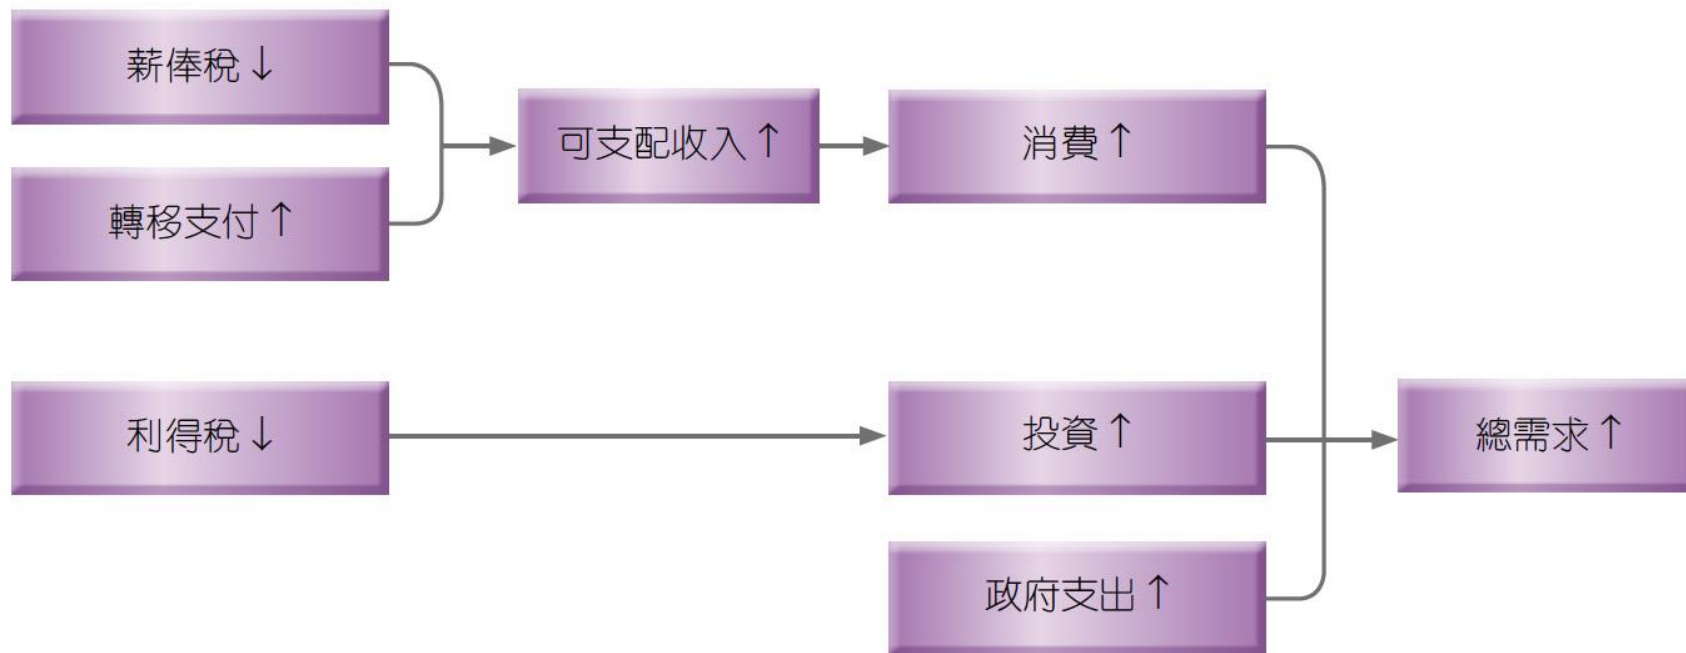 薪俸稅↓
轉移支付↑
可支配收入↑
消費↑
利得稅↓
投資↑
總需求↑
政府支出↑